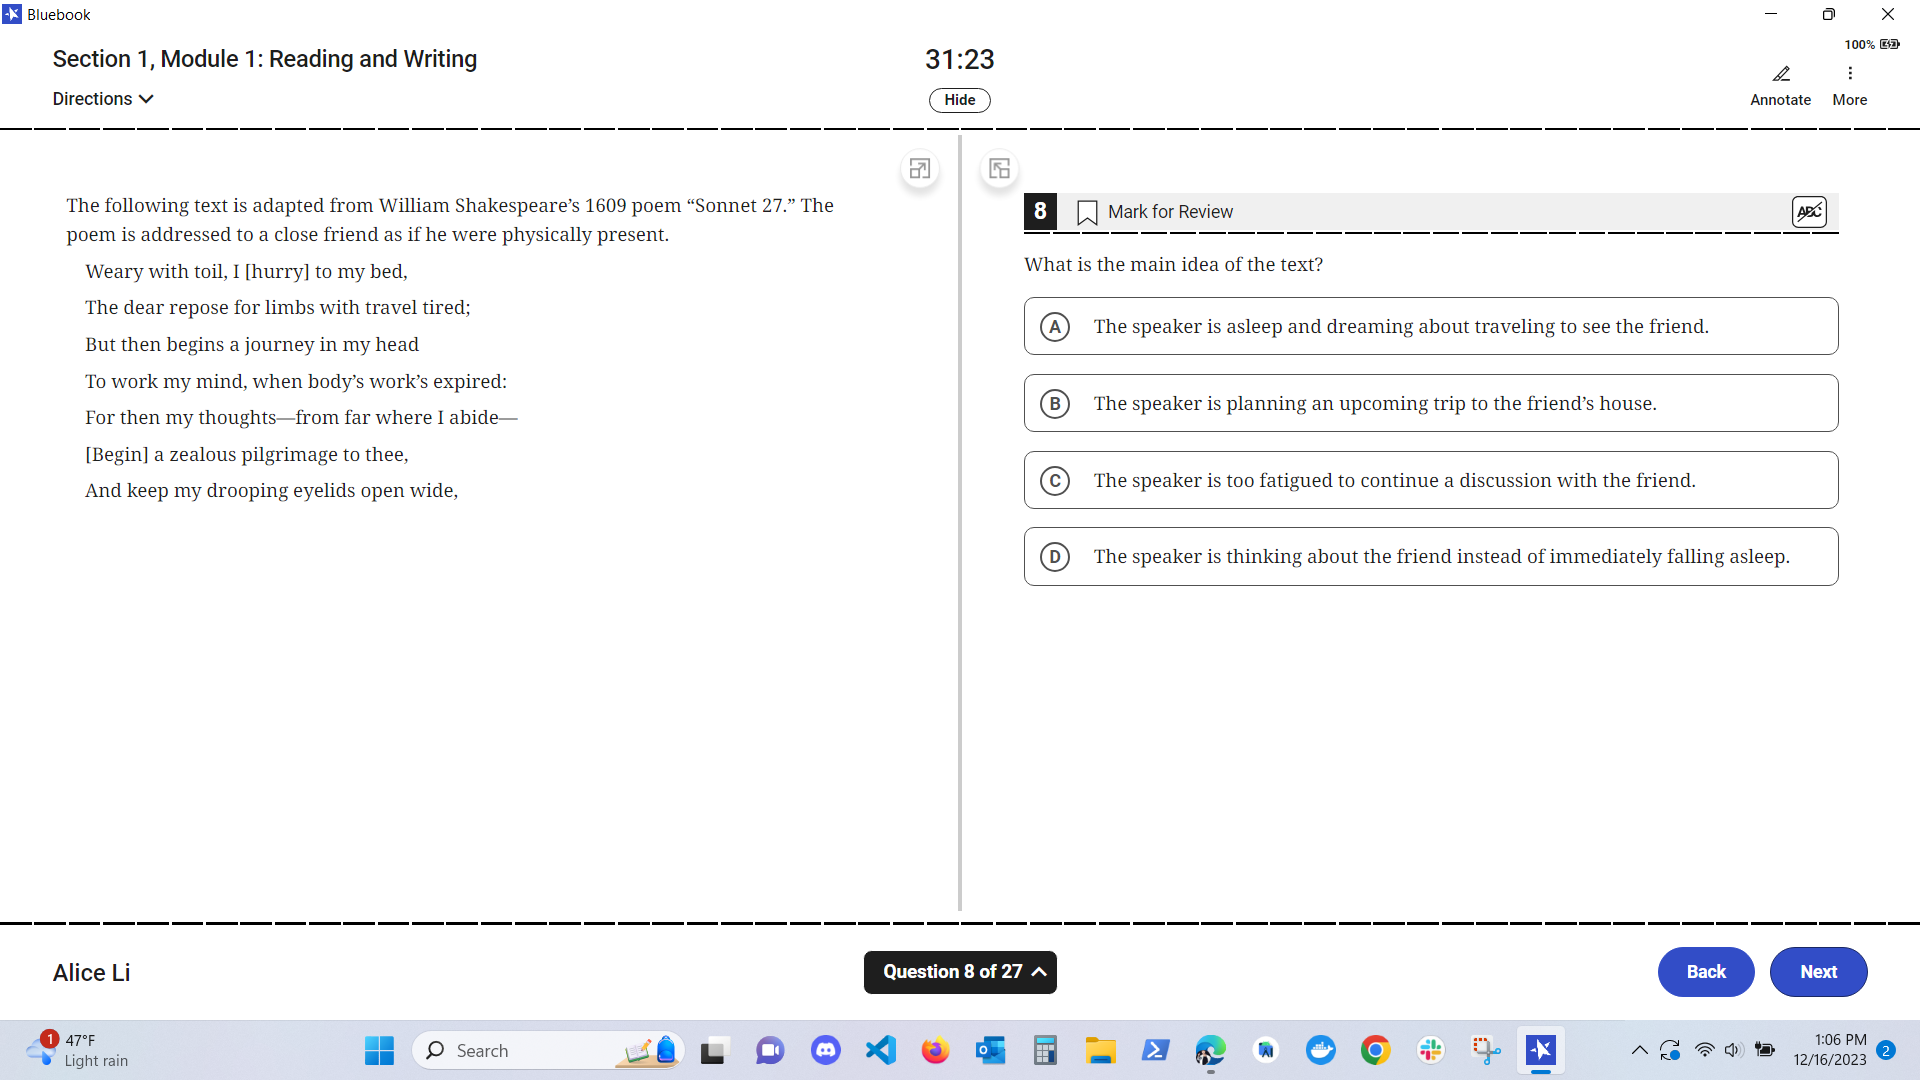 Bluebook
Section 1, Module 1: Reading and Writing
Directions
31:23
Hide
100%
Annotate
More
The following text is adapted from William Shakespeare’s 1609 poem “Sonnet 27.” The
poem is addressed to a close friend as if he were physically present.
Weary with toil, I [hurry] to my bed,
The dear repose for limbs with travel tired;
But then begins a journey in my head
To work my mind, when body’s work’s expired:
For then my thoughts—from far where I abide—
[Begin] a zealous pilgrimage to thee,
And keep my drooping eyelids open wide,
8
Mark for Review
ABC
What is the main idea of the text?
A The speaker is asleep and dreaming about traveling to see the friend.
B The speaker is planning an upcoming trip to the friend’s house.
C The speaker is too fatigued to continue a discussion with the friend.
D The speaker is thinking about the friend instead of immediately falling asleep.
Alice Li
Question 8 of 27
Back
Next
1
47°F
Light rain
Search
1:06 PM
12/16/2023
2